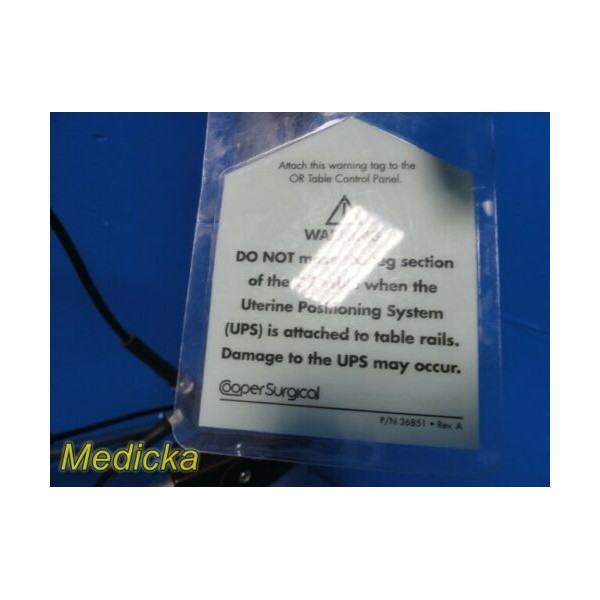 Attach this warning tag to the
OR Table Control Panel.
DO NOT leg section
of the when the
Uterine Positioning System
(UPS) is attached to table rails.
Damage to the UPS may occur.
CooperSurgical
P/N 36851 • Rev. A
Medicka